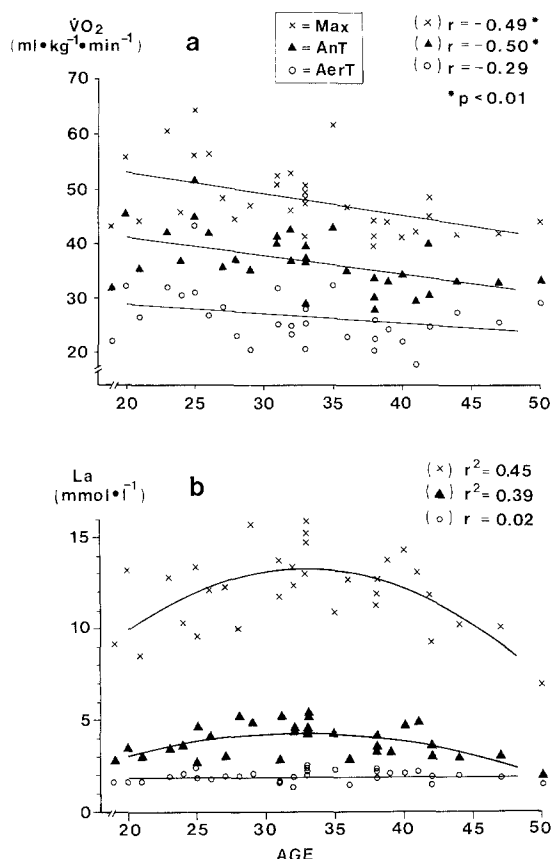 V̇O2
(ml•kg⁻¹•min⁻¹)
a
× = Max
▲ = AnT
○ = AerT
(×) r = -0.49*
(▲) r = -0.50*
(○) r = -0.29
* p < 0.01
70
60
50
40
30
20
20 25 30 35 40 45 50
La
(mmol•l⁻¹)
b
(×) r² = 0.45
(▲) r² = 0.39
(○) r = 0.02
15
10
5
0
20 25 30 35 40 45 50
AGE